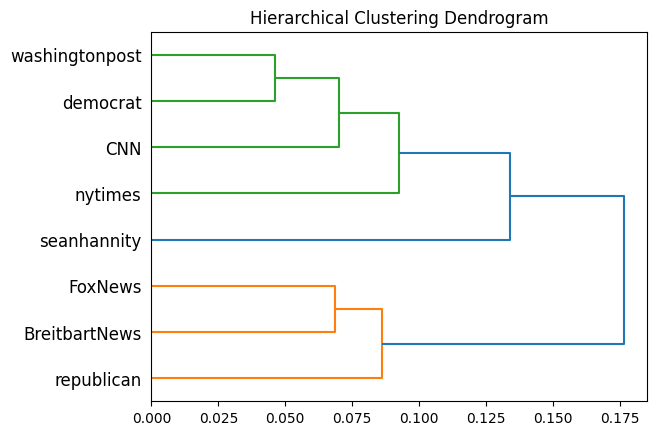 Hierarchical Clustering Dendrogram
washingtonpost
democrat
CNN
nytimes
seanhannity
FoxNews
BreitbartNews
republican
0.000 0.025 0.050 0.075 0.100 0.125 0.150 0.175